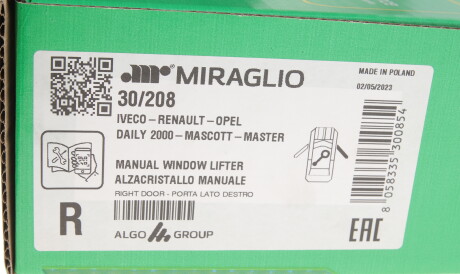 MIRAGLIO
30/208
IVECO – RENAULT – OPEL
DAILY 2000 – MASCOTT – MASTER
MANUAL WINDOW LIFTER
ALZACRISTALLO MANUALE
RIGHT DOOR - PORTA LATO DESTRO
R
ALGO GROUP
MADE IN POLAND
02/05/2023
8 058335 300854
EAC